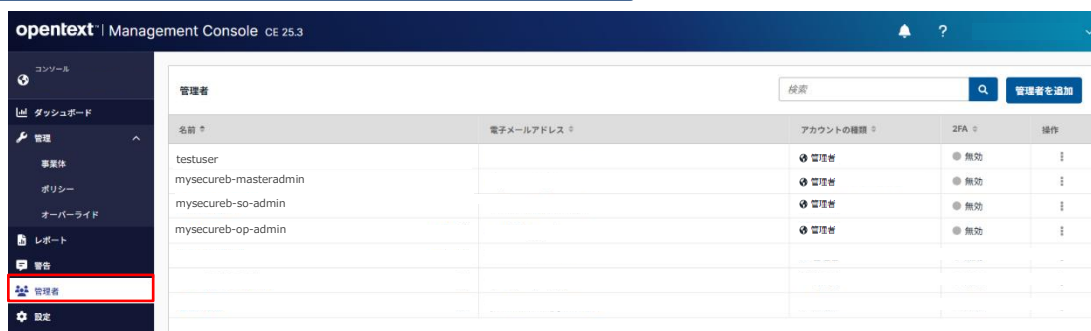 opentext™ | Management Console CE 25.3
?
コンソール
ダッシュボード
管理
事業体
ポリシー
オーバーライド
レポート
警告
管理者
設定
管理者
検索
管理者を追加
名前 電子メールアドレス アカウントの種類 2FA 操作
testuser 管理者 無効
mysecureb-masteradmin 管理者 無効
mysecureb-so-admin 管理者 無効
mysecureb-op-admin 管理者 無効